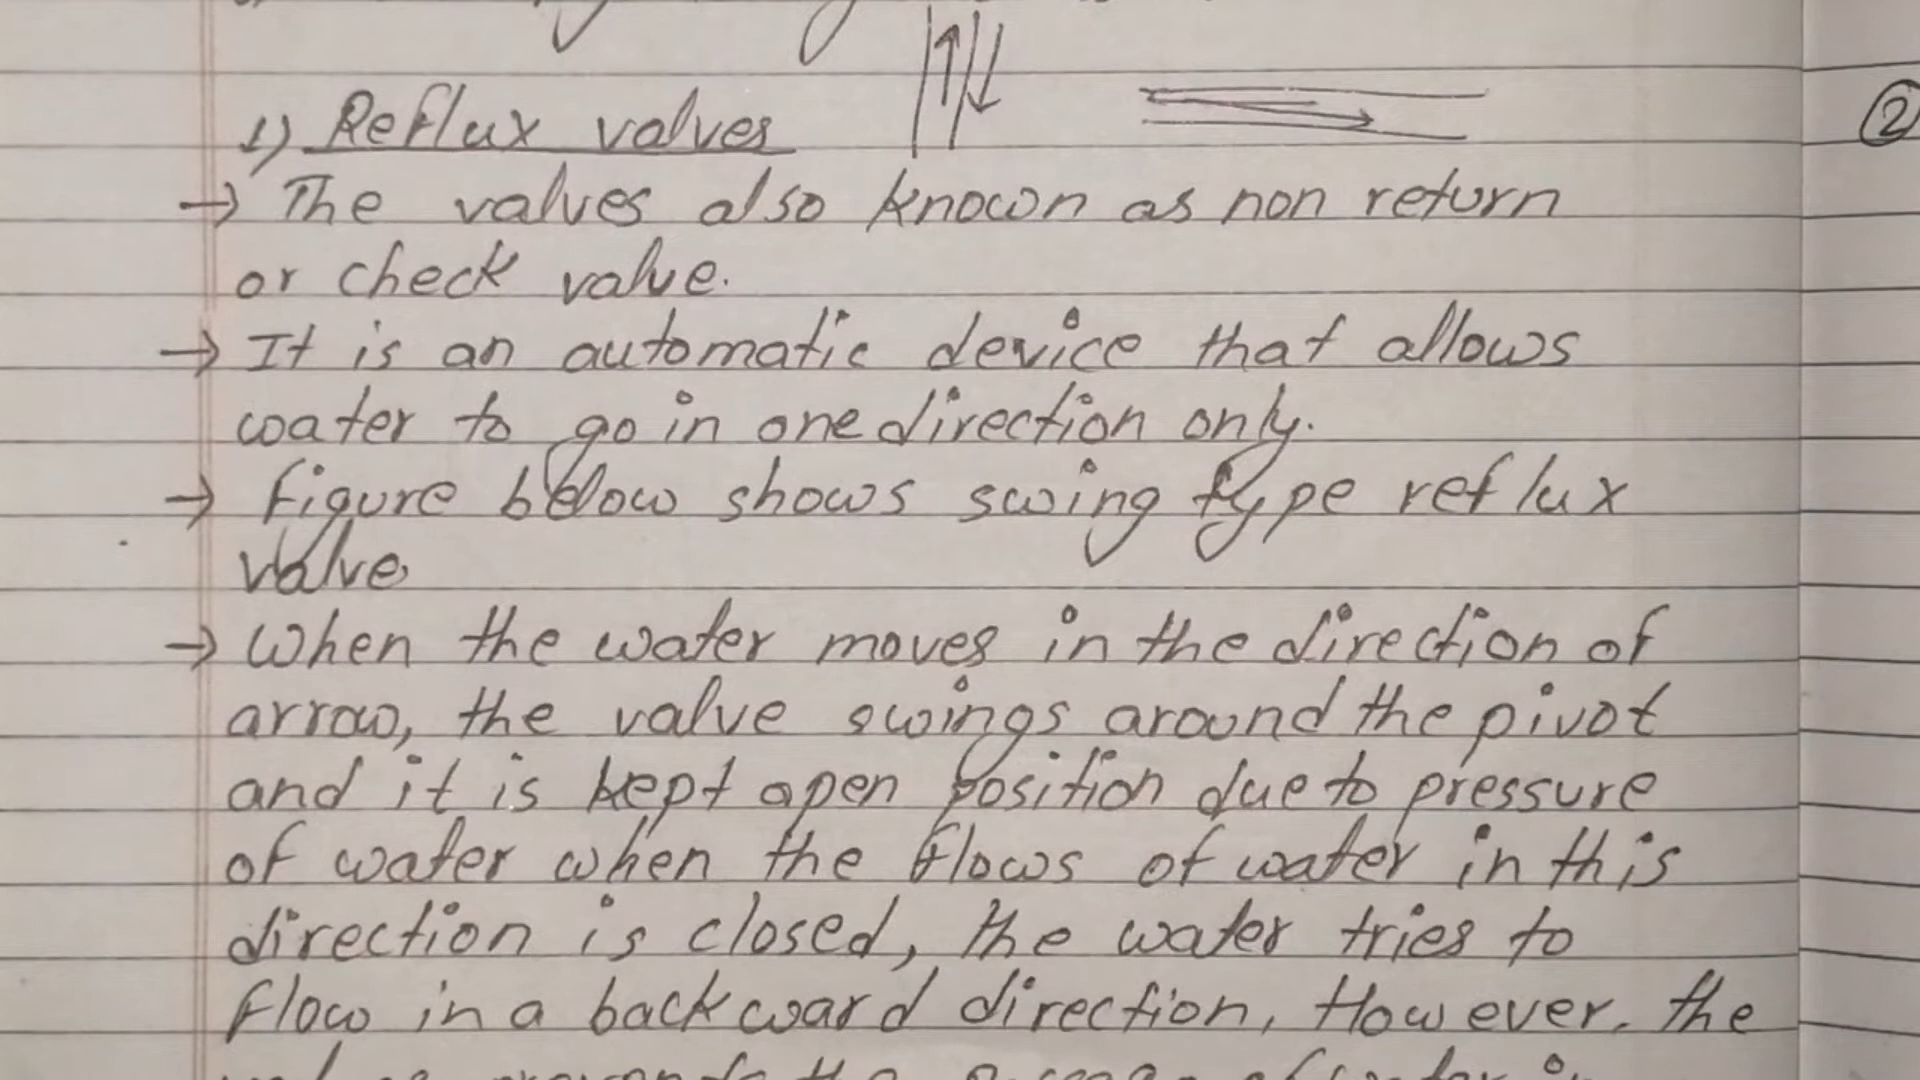 1) Reflux valves
②
→ The valves also known as non return
or check valve.
→ It is an automatic device that allows
water to go in one direction only.
→ figure below shows swing type reflux
valve
→ When the water moves in the direction of
arrow, the valve swings around the pivot
and it is kept open position due to pressure
of water when the flows of water in this
direction is closed, the water tries to
flow in a backward direction, However, the